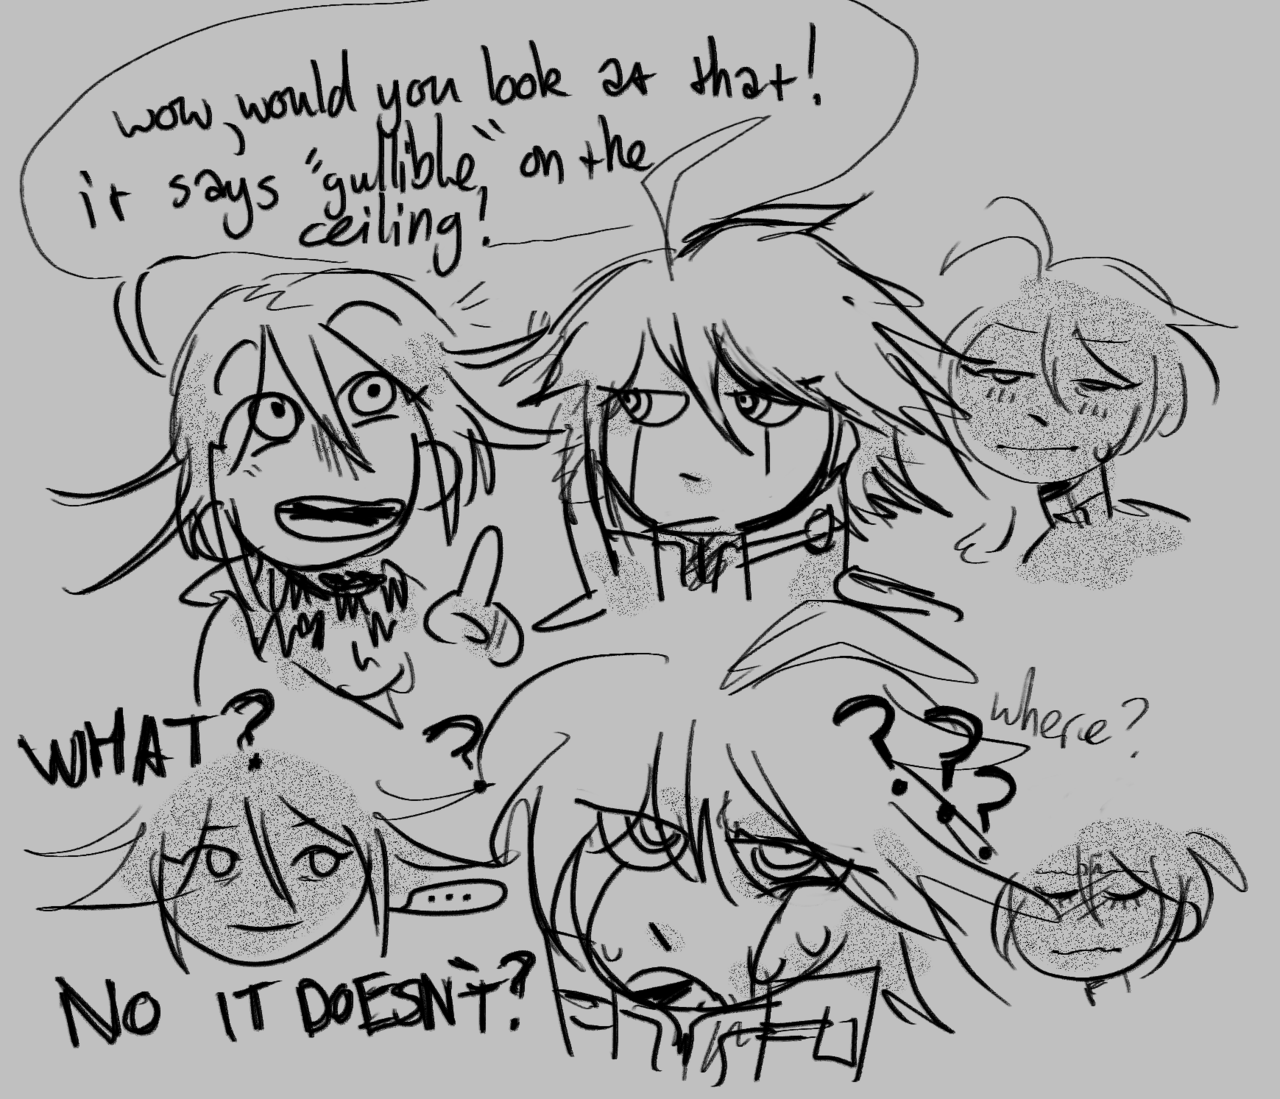 wow, would you look at that!
it says "gullible," on the
ceiling!
WHAT?
?
???
where?
....
NO IT DOESN'T?